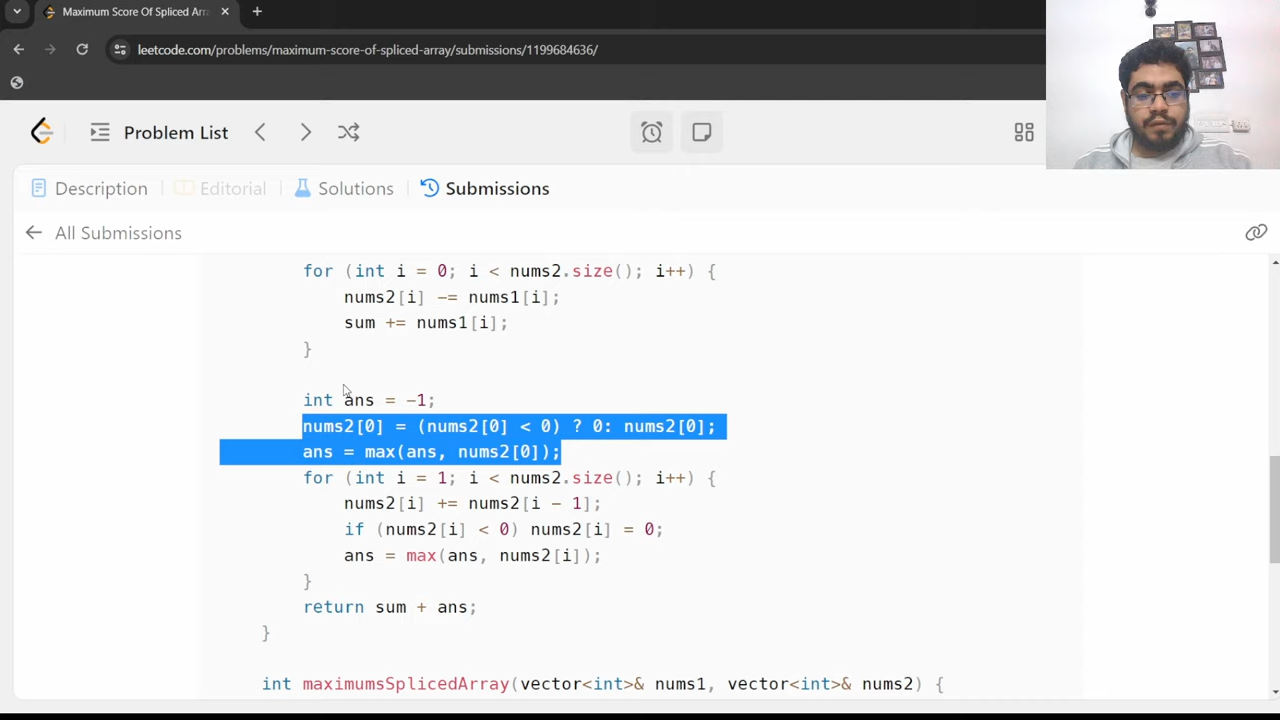 Maximum Score Of Spliced Arr
leetcode.com/problems/maximum-score-of-spliced-array/submissions/1199684636/
Problem List
Description Editorial Solutions Submissions
All Submissions
for (int i = 0; i < nums2.size(); i++) {
nums2[i] -= nums1[i];
sum += nums1[i];
}
int ans = -1;
nums2[0] = (nums2[0] < 0) ? 0: nums2[0];
ans = max(ans, nums2[0]);
for (int i = 1; i < nums2.size(); i++) {
nums2[i] += nums2[i - 1];
if (nums2[i] < 0) nums2[i] = 0;
ans = max(ans, nums2[i]);
}
return sum + ans;
}
int maximumsSplicedArray(vector<int>& nums1, vector<int>& nums2) {